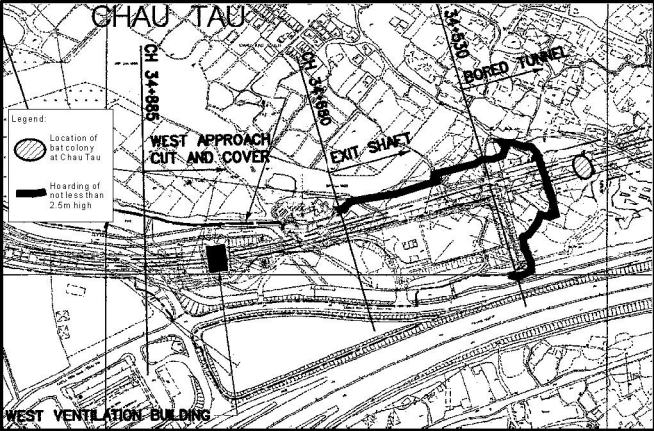 CHAU TAU
CH 34+885
CH 34+660
34+630
BORED TUNNEL
Legend:
Location of
bat colony
at Chau Tau
Hoarding of
not less than
2.5m high
WEST APPROACH
CUT AND COVER
EXIT SHAFT
WEST VENTILATION BUILDING